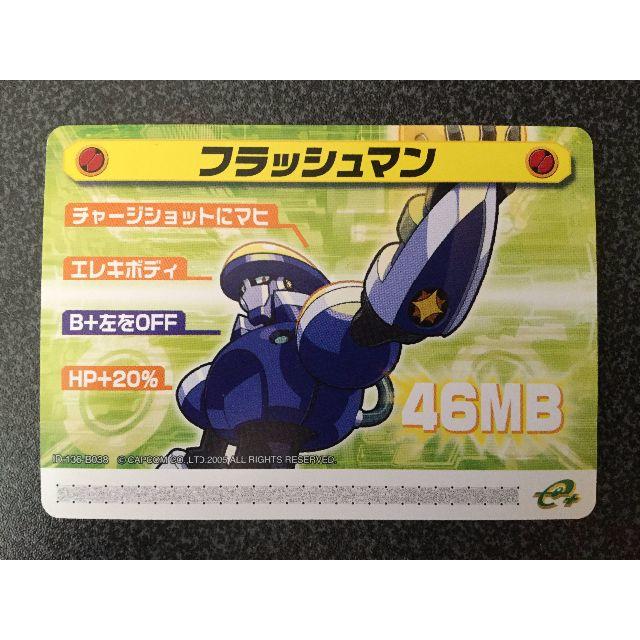 フラッシュマン
チャージショットにマヒ
エレキボディ
B+左をOFF
HP+20%
46MB
ID-136-B038 © CAPCOM CO.,LTD.2005 ALL RIGHTS RESERVED.
e+